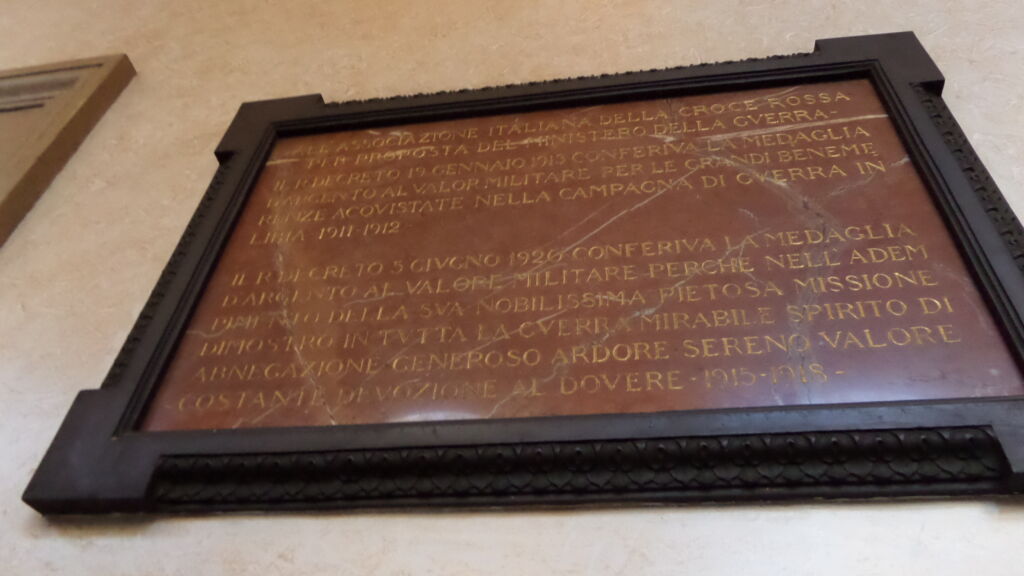 ALL'ASSOCIAZIONE ITALIANA DELLA CROCE ROSSA
PER PROPOSTA DEL MINISTERO DELLA GVERRA-
IL R DECRETO 19 GENNAIO 1913 CONFERIVA LA MEDAGLIA
D'ARGENTO AL VALOR MILITARE PER LE GRANDI BENEME
RENZE ACQVISTATE NELLA CAMPAGNA DI GVERRA IN
LIBIA 1911-1912
IL R DECRETO 5 GIVGNO 1920 CONFERIVA LA MEDAGLIA
D'ARGENTO AL VALORE MILITARE PERCHE NELL'ADEM
PIMENTO DELLA SVA NOBILISSIMA PIETOSA MISSIONE
DIMOSTRO IN TVTTA LA GVERRA MIRABILE SPIRITO DI
ABNEGAZIONE GENEROSO ARDORE SERENO VALORE
COSTANTE DEVOZIONE AL DOVERE - 1915-1918 -